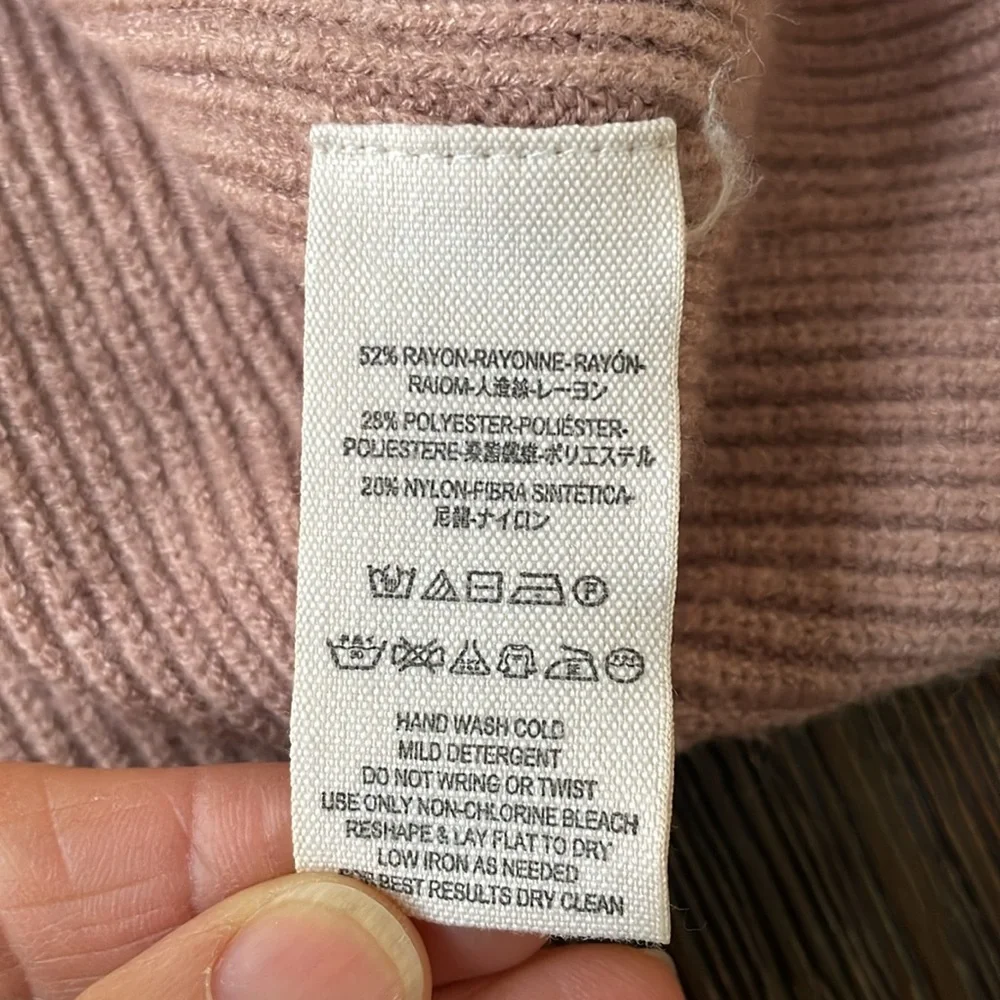 52% RAYON-RAYONNE-RAYÓN-
RAIOM-人造絲-レーヨン
28% POLYESTER-POLIÉSTER-
POLIESTERE-聚酯纖維-ポリエステル
20% NYLON-FIBRA SINTÉTICA-
尼龍-ナイロン
P
30
HAND WASH COLD
MILD DETERGENT
DO NOT WRING OR TWIST
USE ONLY NON-CHLORINE BLEACH
RESHAPE & LAY FLAT TO DRY
LOW IRON AS NEEDED
FOR BEST RESULTS DRY CLEAN